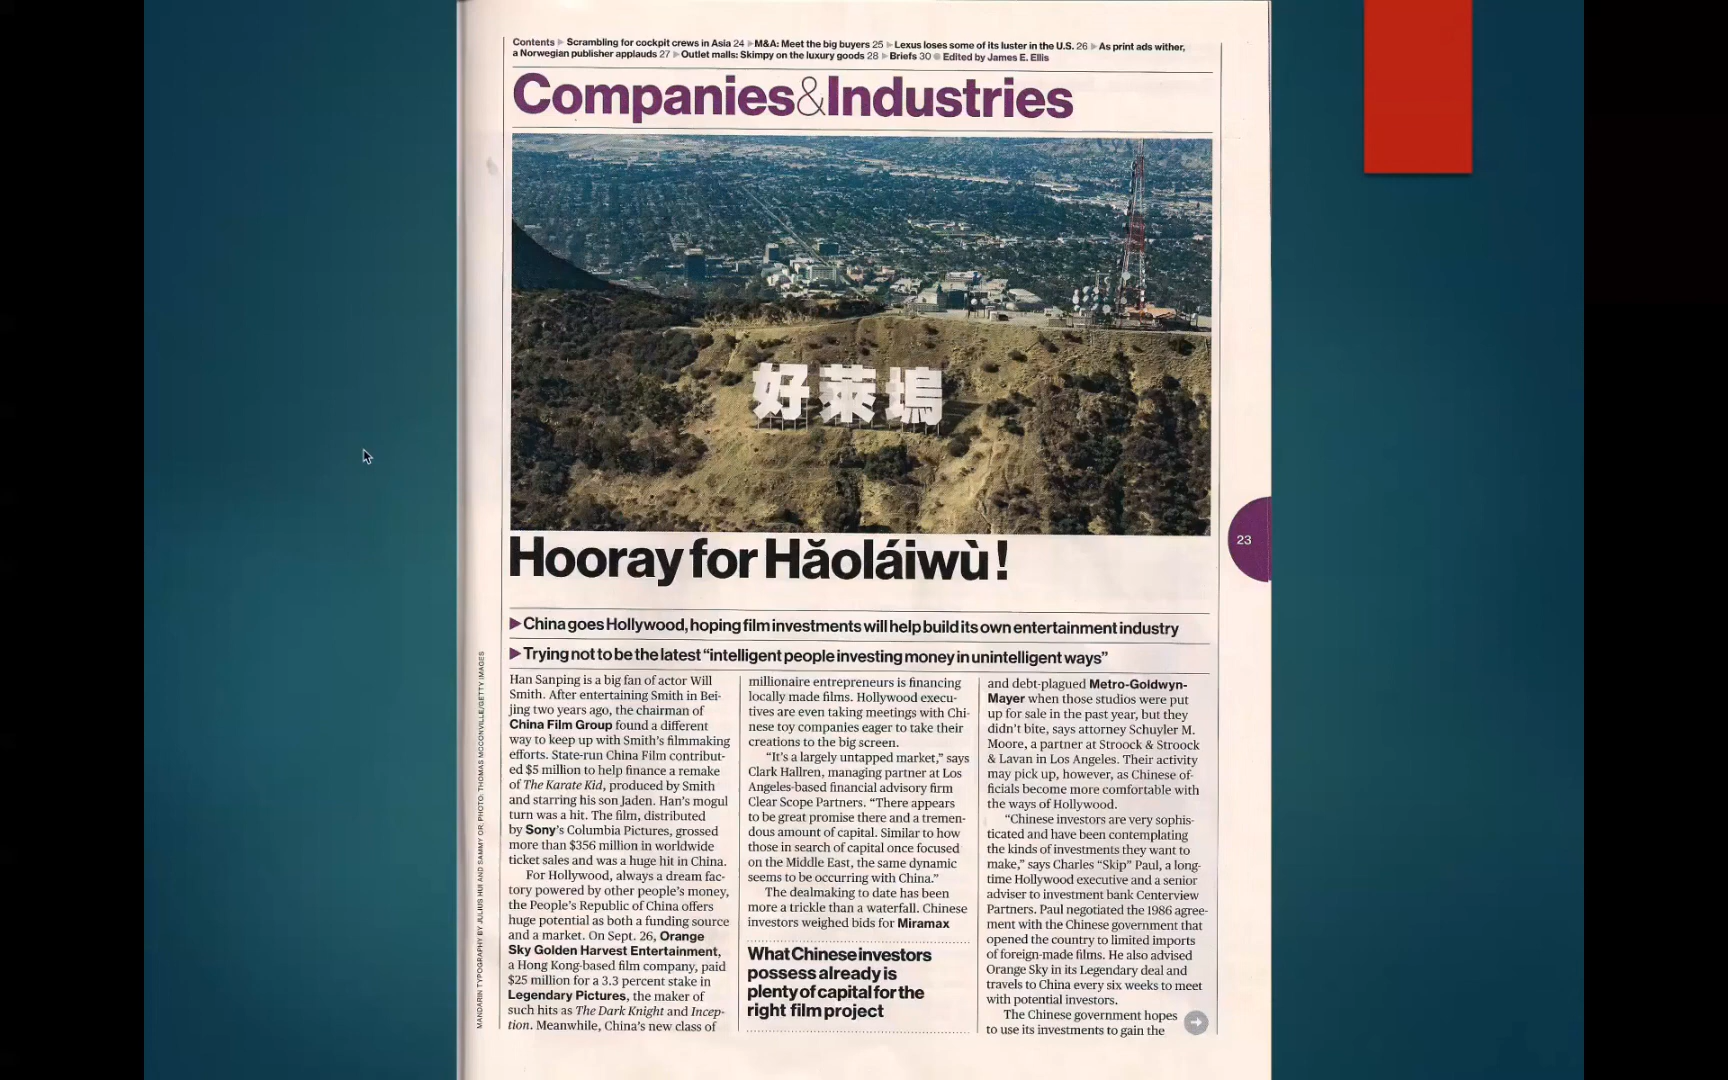 Contents ▶ Scrambling for cockpit crews in Asia 24 ▶ M&A: Meet the big buyers 25 ▶ Lexus loses some of its luster in the U.S. 26 ▶ As print ads wither,
a Norwegian publisher applauds 27 ▶ Outlet malls: Skimpy on the luxury goods 28 ▶ Briefs 30 ● Edited by James E. Ellis
Companies&Industries
好萊塢
Hooray for Hăoláiwù!
23
▶China goes Hollywood, hoping film investments will help build its own entertainment industry
▶Trying not to be the latest “intelligent people investing money in unintelligent ways”
Han Sanping is a big fan of actor Will
Smith. After entertaining Smith in Bei-
jing two years ago, the chairman of
China Film Group found a different
way to keep up with Smith’s filmmaking
efforts. State-run China Film contribut-
ed $5 million to help finance a remake
of The Karate Kid, produced by Smith
and starring his son Jaden. Han’s mogul
turn was a hit. The film, distributed
by Sony’s Columbia Pictures, grossed
more than $356 million in worldwide
ticket sales and was a huge hit in China.
For Hollywood, always a dream fac-
tory powered by other people’s money,
the People’s Republic of China offers
huge potential as both a funding source
and a market. On Sept. 26, Orange
Sky Golden Harvest Entertainment,
a Hong Kong-based film company, paid
$25 million for a 3.3 percent stake in
Legendary Pictures, the maker of
such hits as The Dark Knight and Incep-
tion. Meanwhile, China’s new class of
millionaire entrepreneurs is financing
locally made films. Hollywood execu-
tives are even taking meetings with Chi-
nese toy companies eager to take their
creations to the big screen.
“It’s a largely untapped market,” says
Clark Hallren, managing partner at Los
Angeles-based financial advisory firm
Clear Scope Partners. “There appears
to be great promise there and a tremen-
dous amount of capital. Similar to how
those in search of capital once focused
on the Middle East, the same dynamic
seems to be occurring with China.”
The dealmaking to date has been
more a trickle than a waterfall. Chinese
investors weighed bids for Miramax
What Chinese investors
possess already is
plenty of capital for the
right film project
and debt-plagued Metro-Goldwyn-
Mayer when those studios were put
up for sale in the past year, but they
didn’t bite, says attorney Schuyler M.
Moore, a partner at Stroock & Stroock
& Lavan in Los Angeles. Their activity
may pick up, however, as Chinese of-
ficials become more comfortable with
the ways of Hollywood.
“Chinese investors are very sophis-
ticated and have been contemplating
the kinds of investments they want to
make,” says Charles “Skip” Paul, a long-
time Hollywood executive and a senior
adviser to investment bank Centerview
Partners. Paul negotiated the 1986 agree-
ment with the Chinese government that
opened the country to limited imports
of foreign-made films. He also advised
Orange Sky in its Legendary deal and
travels to China every six weeks to meet
with potential investors.
The Chinese government hopes
to use its investments to gain the
MANDARIN TYPOGRAPHY BY JULIUS HUI AND SAMMY OR; PHOTO: THOMAS MCCONVILLE/GETTY IMAGES